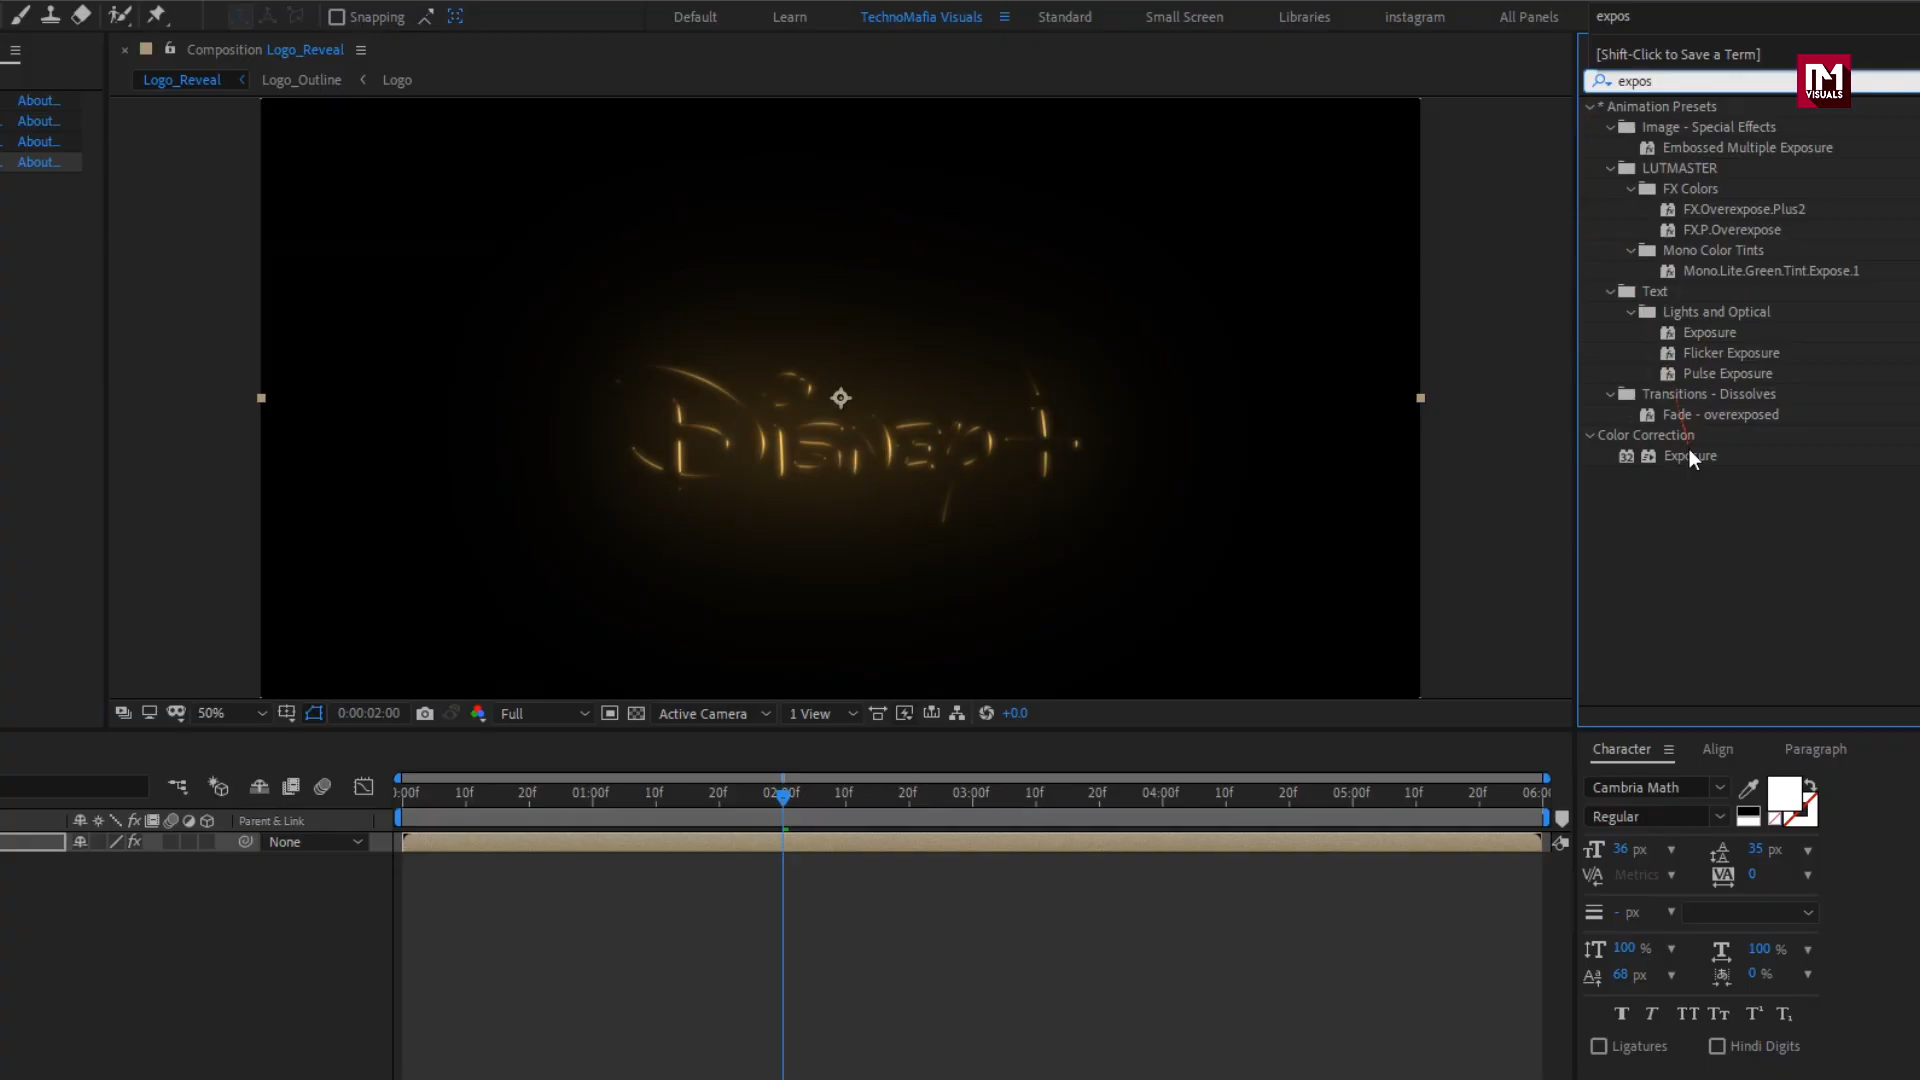 Snapping
Default
Learn
TechnoMafia Visuals
Standard
Small Screen
Libraries
instagram
All Panels
expos
Composition Logo_Reveal
[Shift-Click to Save a Term]
Logo_Reveal
Logo_Outline
Logo
expos
VISUALS
About...
About...
About...
About...
* Animation Presets
Image - Special Effects
Embossed Multiple Exposure
LUTMASTER
FX Colors
FX.Overexpose.Plus2
FX.P.Overexpose
Mono Color Tints
Mono.Lite.Green.Tint.Expose.1
Text
Lights and Optical
Exposure
Flicker Exposure
Pulse Exposure
Transitions - Dissolves
Fade - overexposed
Color Correction
32 Exposure
Disney+
50%
0:00:02:00
Full
Active Camera
1 View
+0.0
Character
Align
Paragraph
Cambria Math
Regular
36 px
35 px
Metrics
0
- px
100 %
100 %
68 px
0 %
Ligatures
Hindi Digits
):00f 10f 20f 01:00f 10f 20f 02:00f 10f 20f 03:00f 10f 20f 04:00f 10f 20f 05:00f 10f 20f 06:0
Parent & Link
None